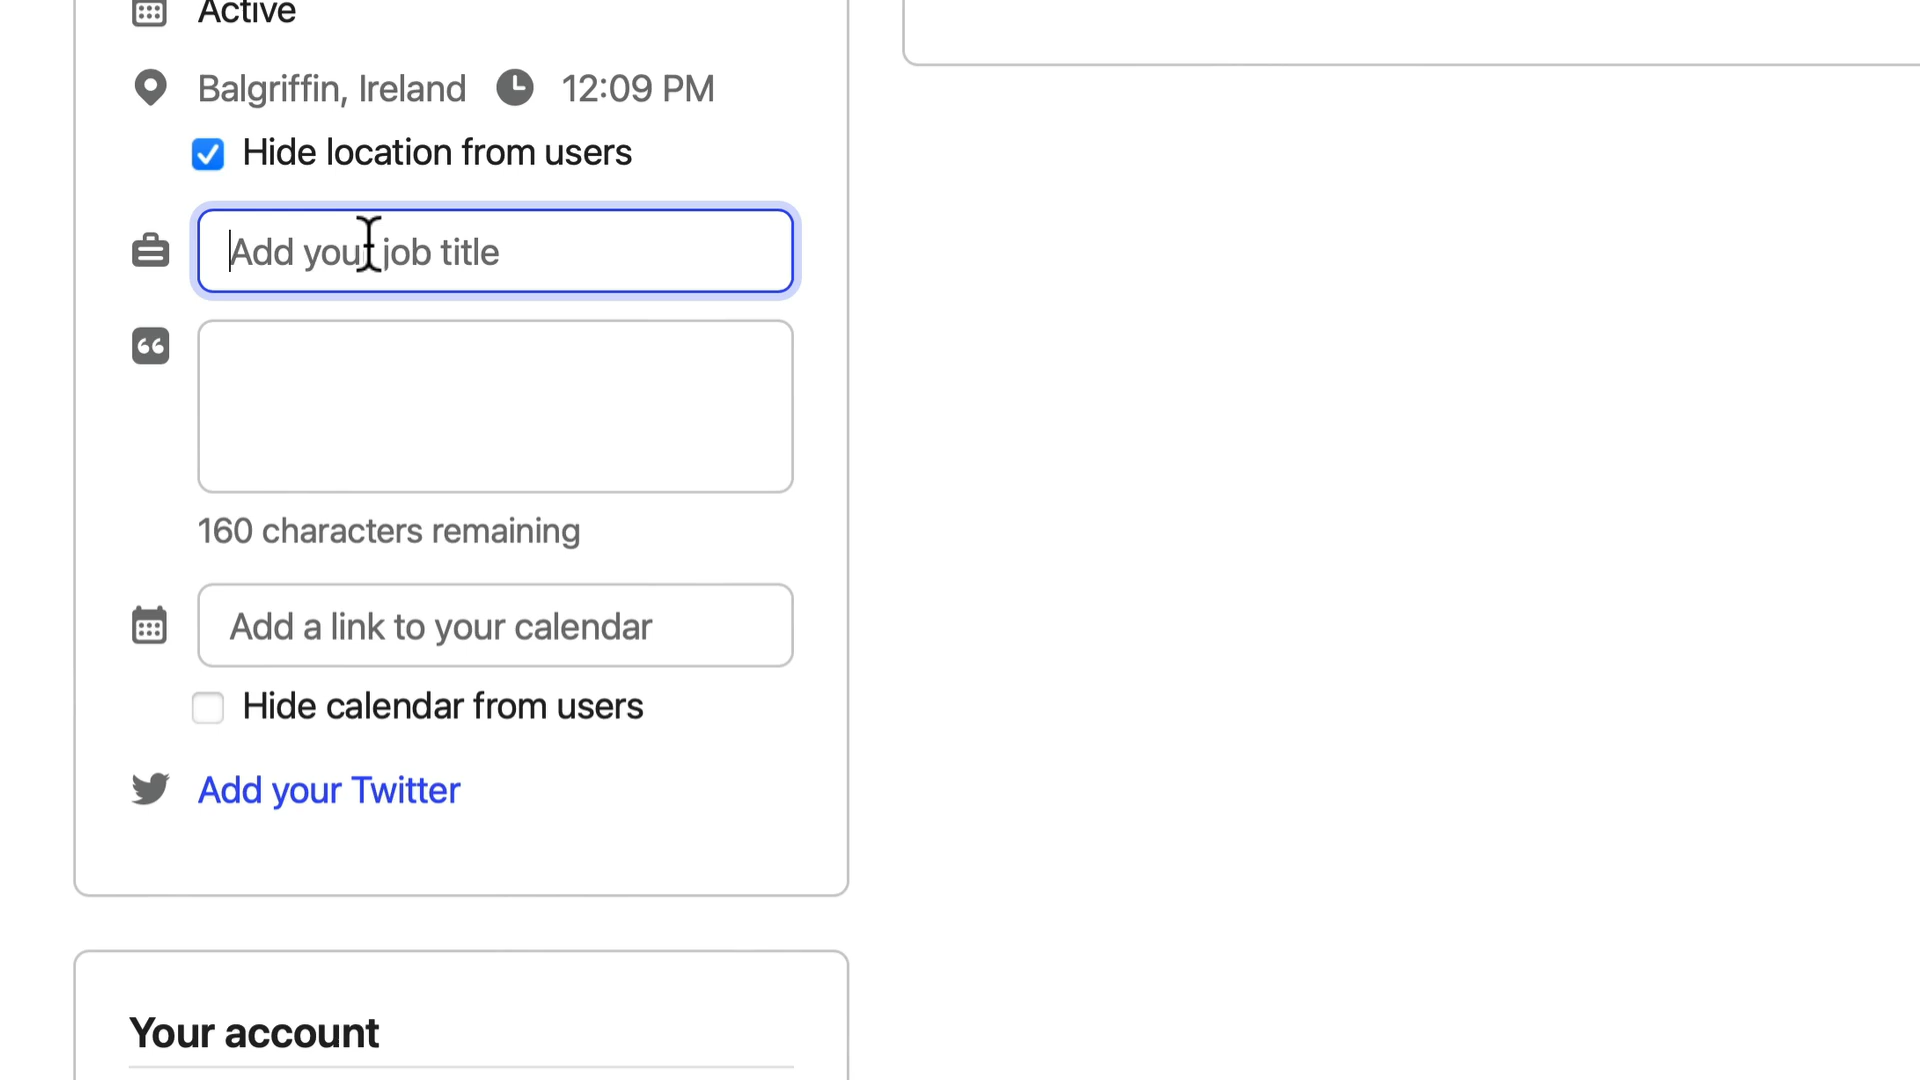 Active
Balgriffin, Ireland 12:09 PM
Hide location from users
Add your job title
160 characters remaining
Add a link to your calendar
Hide calendar from users
Add your Twitter
Your account